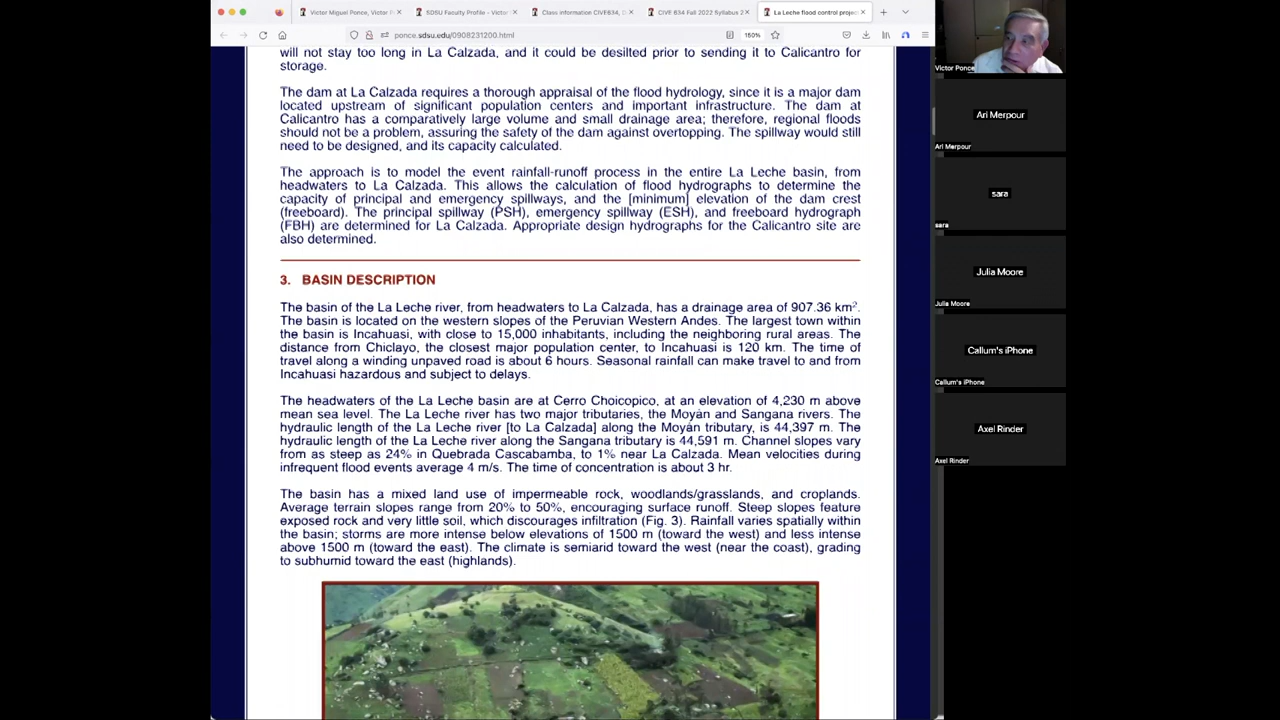 Victor Miguel Ponce, Victor P
SDSU Faculty Profile - Victor
Class information CIVE634,
CIVE 634 Fall 2022 Syllabus 2
La Leche flood control projec
ponce.sdsu.edu/0908231200.html
150%
will not stay too long in La Calzada, and it could be desilted prior to sending it to Calicantro for
storage.
The dam at La Calzada requires a thorough appraisal of the flood hydrology, since it is a major dam
located upstream of significant population centers and important infrastructure. The dam at
Calicantro has a comparatively large volume and small drainage area; therefore, regional floods
should not be a problem, assuring the safety of the dam against overtopping. The spillway would still
need to be designed, and its capacity calculated.
The approach is to model the event rainfall-runoff process in the entire La Leche basin, from
headwaters to La Calzada. This allows the calculation of flood hydrographs to determine the
capacity of principal and emergency spillways, and the [minimum] elevation of the dam crest
(freeboard). The principal spillway (PSH), emergency spillway (ESH), and freeboard hydrograph
(FBH) are determined for La Calzada. Appropriate design hydrographs for the Calicantro site are
also determined.
3. BASIN DESCRIPTION
The basin of the La Leche river, from headwaters to La Calzada, has a drainage area of 907.36 km².
The basin is located on the western slopes of the Peruvian Western Andes. The largest town within
the basin is Incahuasi, with close to 15,000 inhabitants, including the neighboring rural areas. The
distance from Chiclayo, the closest major population center, to Incahuasi is 120 km. The time of
travel along a winding unpaved road is about 6 hours. Seasonal rainfall can make travel to and from
Incahuasi hazardous and subject to delays.
The headwaters of the La Leche basin are at Cerro Choicopico, at an elevation of 4,230 m above
mean sea level. The La Leche river has two major tributaries, the Moyán and Sangana rivers. The
hydraulic length of the La Leche river [to La Calzada] along the Moyán tributary, is 44,397 m. The
hydraulic length of the La Leche river along the Sangana tributary is 44,591 m. Channel slopes vary
from as steep as 24% in Quebrada Cascabamba, to 1% near La Calzada. Mean velocities during
infrequent flood events average 4 m/s. The time of concentration is about 3 hr.
The basin has a mixed land use of impermeable rock, woodlands/grasslands, and croplands.
Average terrain slopes range from 20% to 50%, encouraging surface runoff. Steep slopes feature
exposed rock and very little soil, which discourages infiltration (Fig. 3). Rainfall varies spatially within
the basin; storms are more intense below elevations of 1500 m (toward the west) and less intense
above 1500 m (toward the east). The climate is semiarid toward the west (near the coast), grading
to subhumid toward the east (highlands).
Victor Ponce
Ari Merpour
Ari Merpour
sara
sara
Julia Moore
Julia Moore
Callum's iPhone
Callum's iPhone
Axel Rinder
Axel Rinder